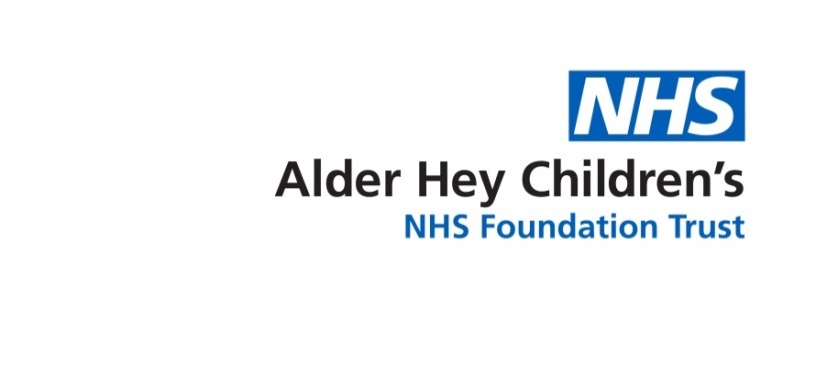 NHS
Alder Hey Children’s
NHS Foundation Trust